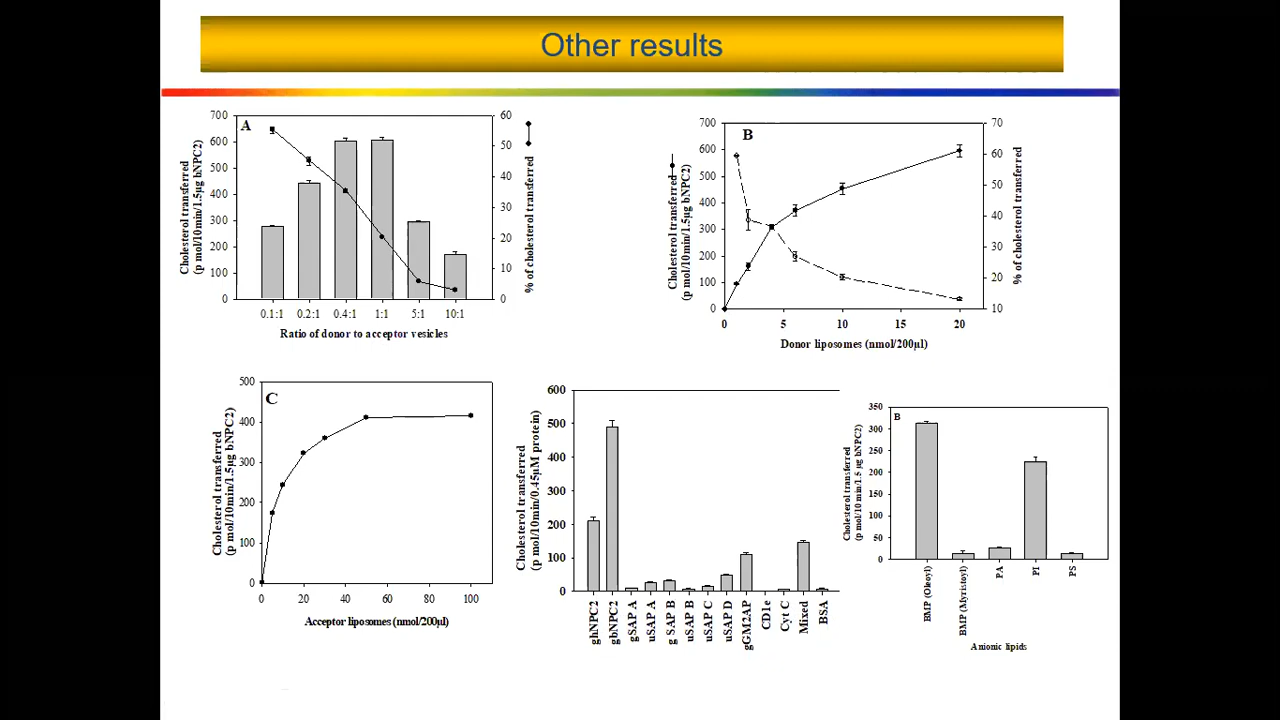 Other results
A
700
600
500
400
300
200
100
0
Cholesterol transferred
(p mol/10min/1.5µg bNPC2)
60
50
40
30
20
10
0
% of cholesterol transferred
0.1:1 0.2:1 0.4:1 1:1 5:1 10:1
Ratio of donor to acceptor vesicles
B
700
600
500
400
300
200
100
0
Cholesterol transferred
(p mol/10min/1.5µg bNPC2)
70
60
50
40
30
20
10
% of cholesterol transferred
0 5 10 15 20
Donor liposomes (nmol/200µl)
C
500
400
300
200
100
0
Cholesterol transferred
(p mol/10min/1.5µg bNPC2)
0 20 40 60 80 100
Acceptor liposomes (nmol/200µl)
600
500
400
300
200
100
0
Cholesterol transferred
(p mol/10min/0.45µM protein)
ghNPC2
gbNPC2
gSAP A
uSAP A
g SAP B
uSAP B
uSAP C
uSAP D
gGM2AP
CD1e
Cyt C
Mixed
BSA
B
350
300
250
200
150
100
50
0
Cholesterol transferred
(p mol/10 min/1.5 µg bNPC2)
BMP (Oleoyl)
BMP (Myristoyl)
PA
PI
PS
Anionic lipids